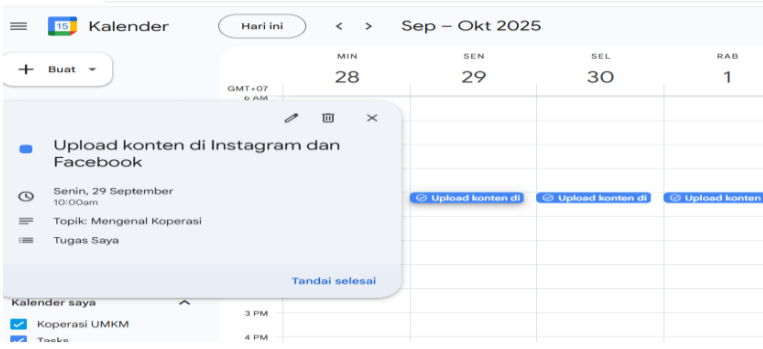 15 Kalender
Hari ini < > Sep – Okt 2025
Buat
MIN SEN SEL RAB
28 29 30 1
GMT+07
Upload konten di Instagram dan
Facebook
Senin, 29 September
10:00am
Topik: Mengenal Koperasi
Tugas Saya
Tandai selesai
Upload konten di
Upload konten di
Upload konten
Kalender saya
3 PM
Koperasi UMKM
4 PM
Tasks